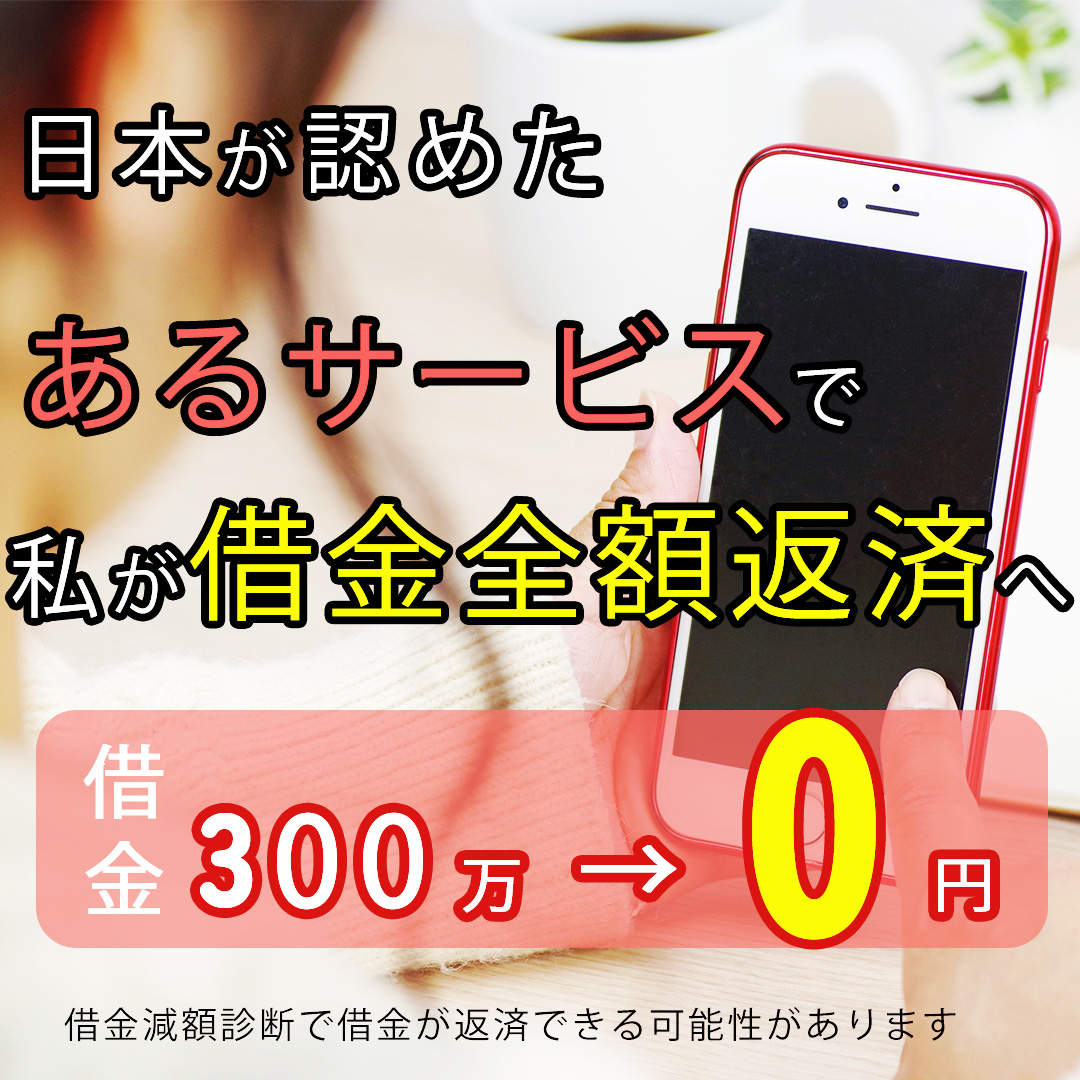 日本が認めた
あるサービスで
私が借金全額返済へ
借金300万→0円
借金減額診断で借金が返済できる可能性があります